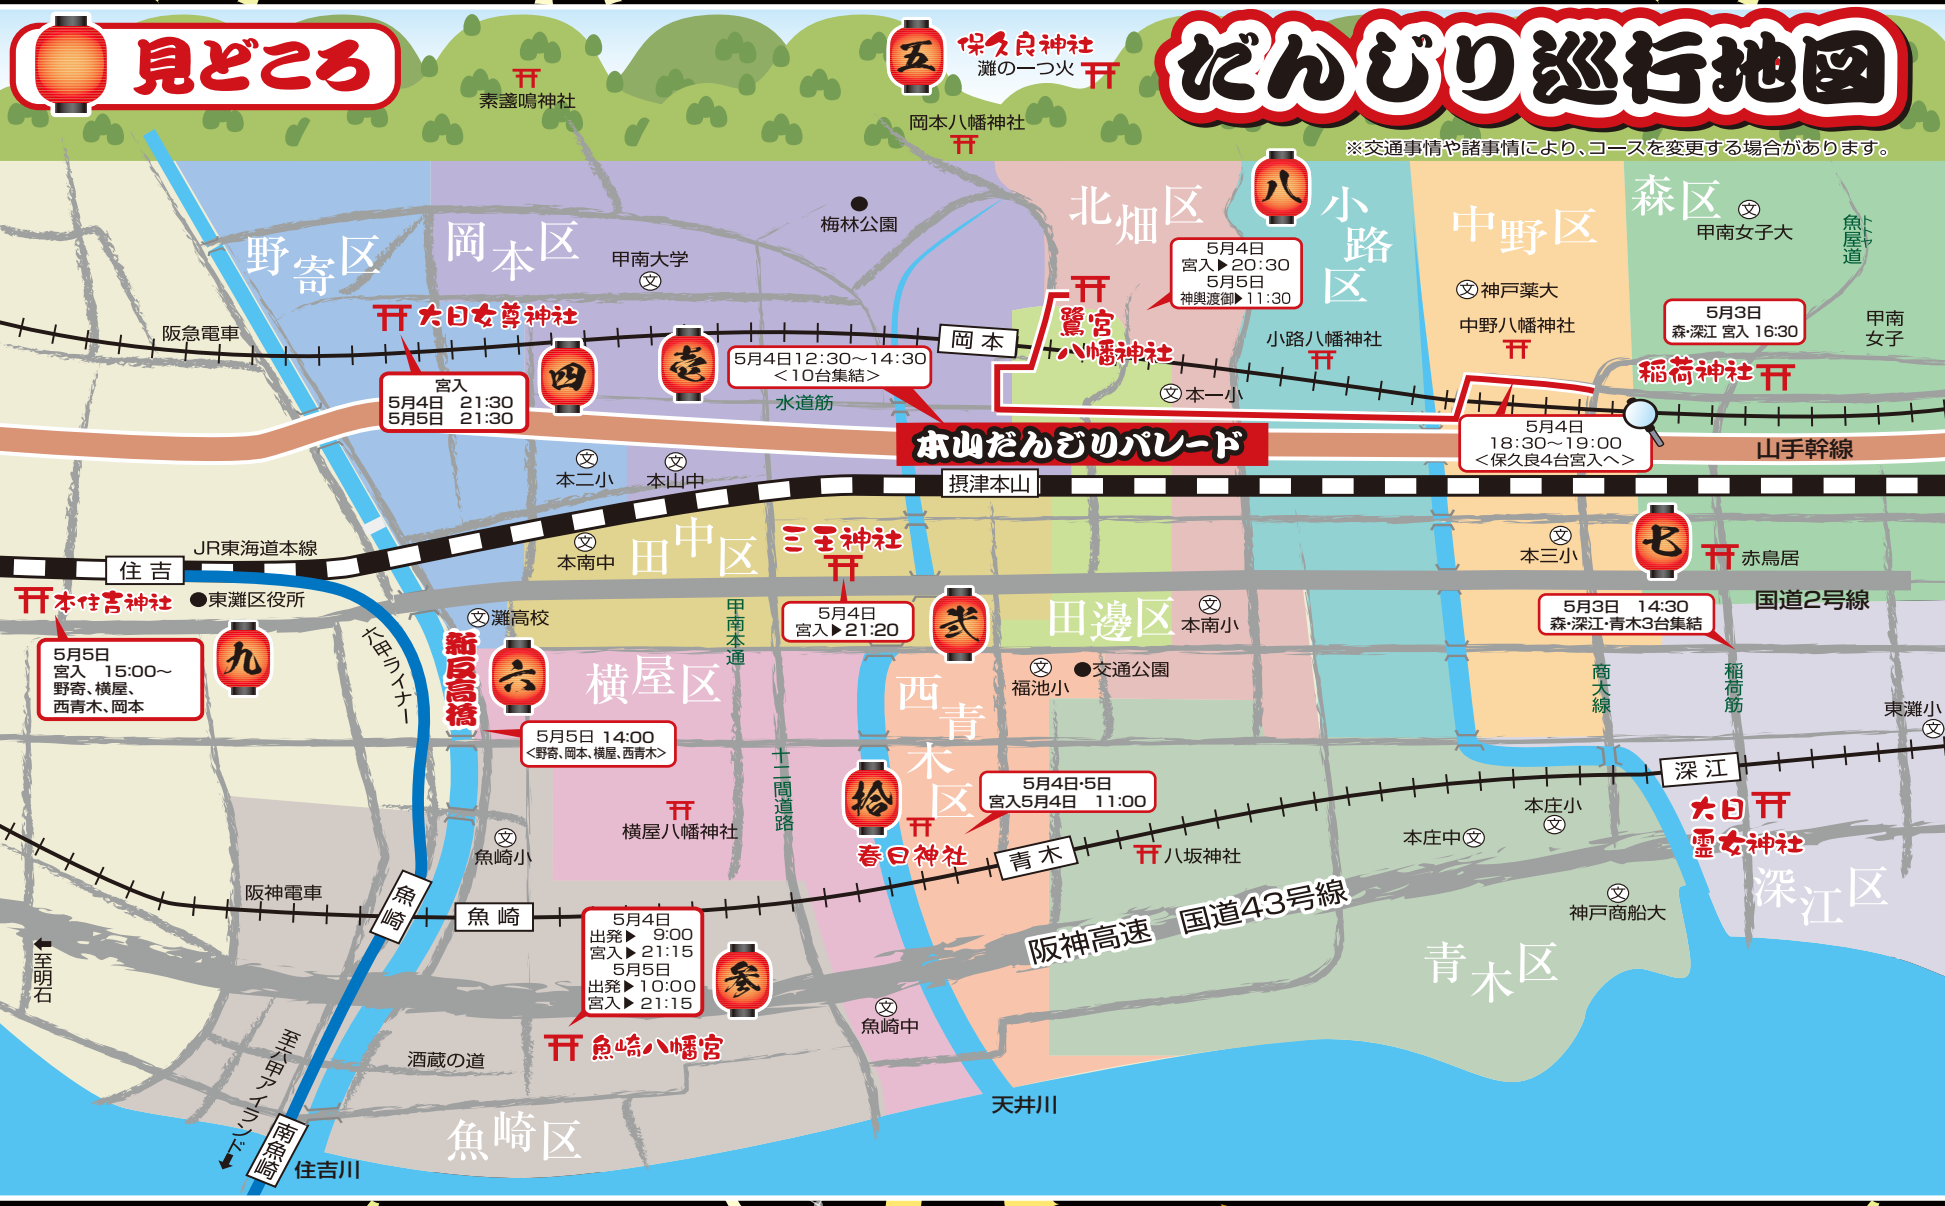 見どころ
だんじり巡行地図
※交通事情や諸事情により、コースを変更する場合があります。
五
保久良神社
灘の一つ火
素盞鳴神社
岡本八幡神社
野寄区
岡本区
北畑区
八
小路区
中野区
森区
梅林公園
甲南大学
文
文
甲南女子大
魚屋道
トトヤ
5月4日
宮入▶20:30
5月5日
神輿渡御▶11:30
文
神戸薬大
中野八幡神社
5月3日
森・深江 宮入 16:30
甲南
女子
大日女尊神社
阪急電車
鷺宮
八幡神社
小路八幡神社
稲荷神社
岡本
四
壱
5月4日12:30〜14:30
<10台集結>
水道筋
宮入
5月4日 21:30
5月5日 21:30
文
本一小
本山だんじりパレード
5月4日
18:30〜19:00
<保久良4台宮入へ>
山手幹線
文
本二小
文
本山中
摂津本山
JR東海道本線
住吉
文
本南中
田中区
三王神社
文
本三小
七
赤鳥居
国道2号線
本住吉神社
東灘区役所
文
灘高校
甲南本通
5月4日
宮入▶21:20
弐
田邊区
文
本南小
5月3日 14:30
森・深江・青木3台集結
九
5月5日
宮入 15:00〜
野寄、横屋、
西青木、岡本
六甲ライナー
新反高橋
六
横屋区
西青木区
文
福池小
交通公園
商大線
稲荷筋
東灘小
文
5月5日 14:00
<野寄、岡本、横屋、西青木>
十二間道路
深江
拾
5月4日・5日
宮入5月4日 11:00
春日神社
横屋八幡神社
文
魚崎小
青木
八坂神社
本庄中
文
本庄小
文
大日
霊女神社
深江区
阪神電車
魚崎
魚崎
阪神高速
国道43号線
文
神戸商船大
青木区
至明石
5月4日
出発▶ 9:00
宮入▶21:15
5月5日
出発▶10:00
宮入▶21:15
参
文
魚崎中
魚崎八幡宮
酒蔵の道
至六甲アイランド
魚崎区
南魚崎
住吉川
天井川